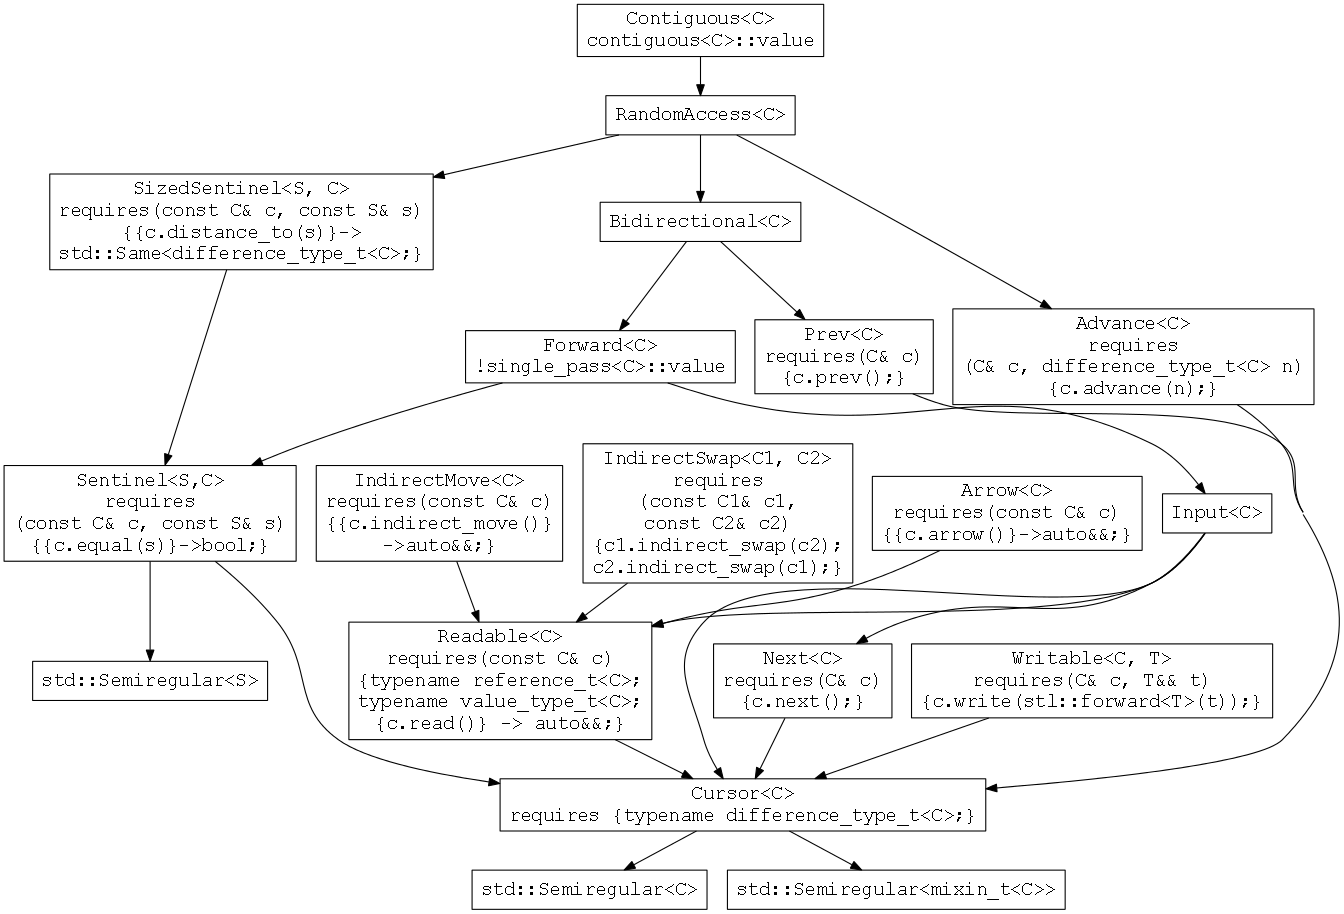 Contiguous<C>
contiguous<C>::value
RandomAccess<C>
SizedSentinel<S, C>
requires(const C& c, const S& s)
{{c.distance_to(s)}->
std::Same<difference_type_t<C>;}
Bidirectional<C>
Forward<C>
!single_pass<C>::value
Prev<C>
requires(C& c)
{c.prev();}
Advance<C>
requires
(C& c, difference_type_t<C> n)
{c.advance(n);}
Sentinel<S,C>
requires
(const C& c, const S& s)
{{c.equal(s)}->bool;}
IndirectMove<C>
requires(const C& c)
{{c.indirect_move()}
->auto&&;}
IndirectSwap<C1, C2>
requires
(const C1& c1,
const C2& c2)
{c1.indirect_swap(c2);
c2.indirect_swap(c1);}
Arrow<C>
requires(const C& c)
{{c.arrow()}->auto&&;}
Input<C>
std::Semiregular<S>
Readable<C>
requires(const C& c)
{typename reference_t<C>;
typename value_type_t<C>;
{c.read()} -> auto&&;}
Next<C>
requires(C& c)
{c.next();}
Writable<C, T>
requires(C& c, T&& t)
{c.write(stl::forward<T>(t));}
Cursor<C>
requires {typename difference_type_t<C>;}
std::Semiregular<C>
std::Semiregular<mixin_t<C>>